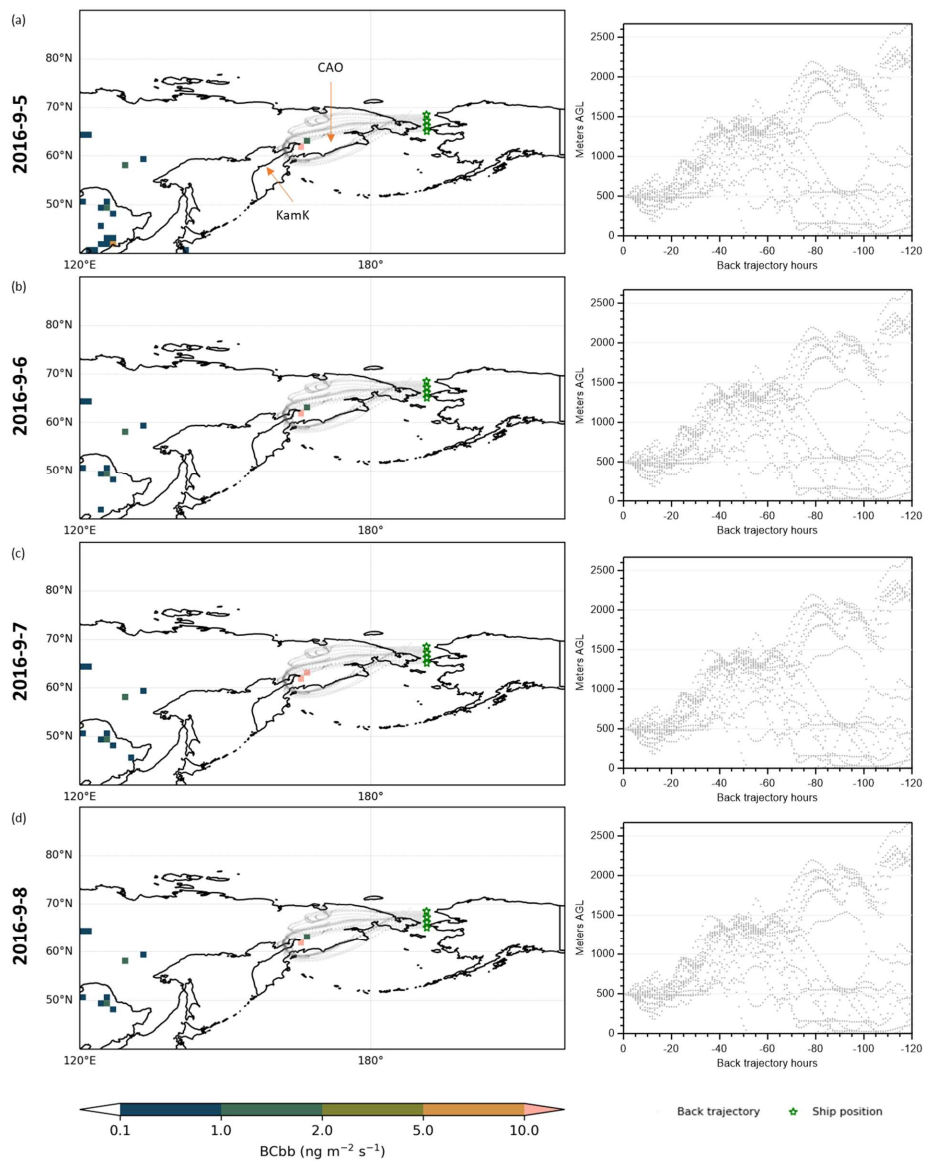 (a)
2016-9-5
80°N
70°N
60°N
50°N
120°E
180°
CAO
KamK
2500
2000
1500
1000
500
0
Meters AGL
0
-20
-40
-60
-80
-100
-120
Back trajectory hours
(b)
2016-9-6
80°N
70°N
60°N
50°N
120°E
180°
2500
2000
1500
1000
500
0
Meters AGL
0
-20
-40
-60
-80
-100
-120
Back trajectory hours
(c)
2016-9-7
80°N
70°N
60°N
50°N
120°E
180°
2500
2000
1500
1000
500
0
Meters AGL
0
-20
-40
-60
-80
-100
-120
Back trajectory hours
(d)
2016-9-8
80°N
70°N
60°N
50°N
120°E
180°
2500
2000
1500
1000
500
0
Meters AGL
0
-20
-40
-60
-80
-100
-120
Back trajectory hours
0.1 1.0 2.0 5.0 10.0
BCbb (ng m⁻² s⁻¹)
Back trajectory
Ship position